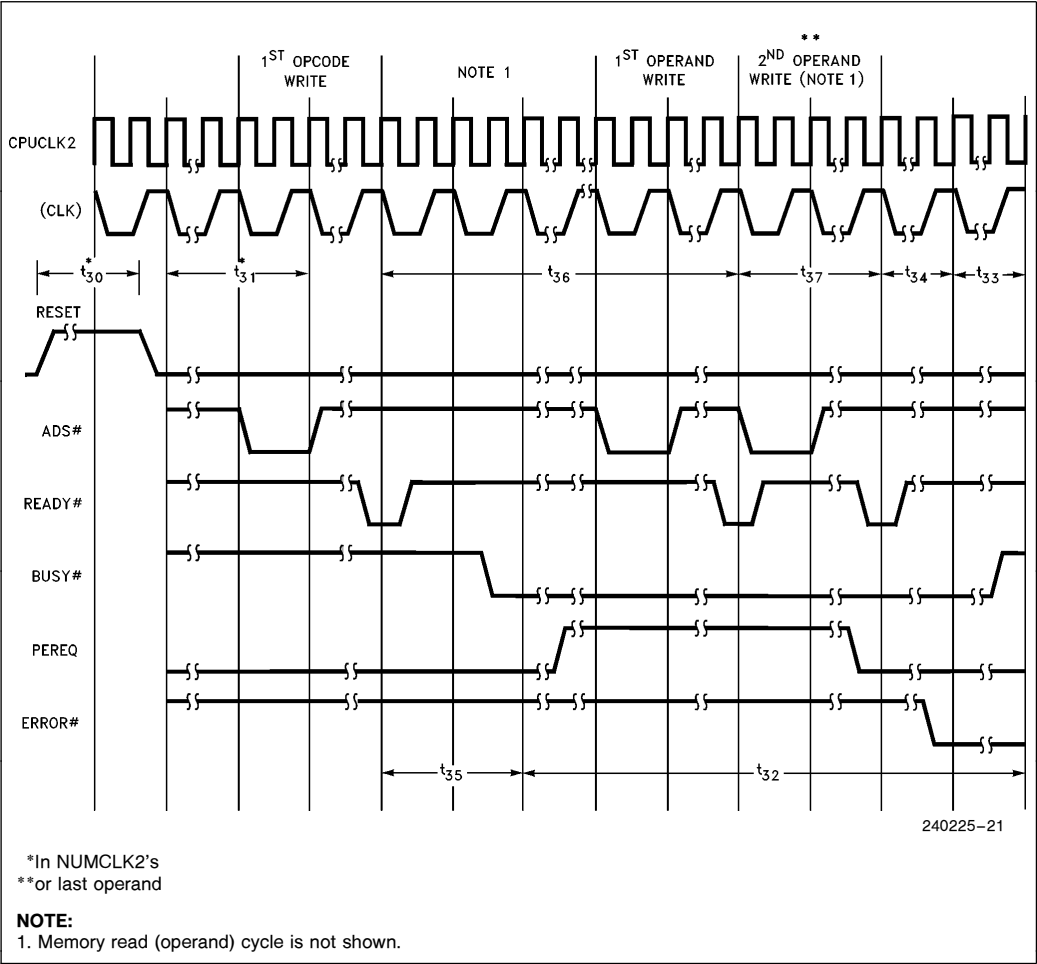 **
1ST OPCODE
WRITE
NOTE 1
1ST OPERAND
WRITE
2ND OPERAND
WRITE (NOTE 1)
CPUCLK2
(CLK)
t30*
t31*
t36
t37
t34
t33
RESET
ADS#
READY#
BUSY#
PEREQ
ERROR#
t35
t32
240225–21
*In NUMCLK2's
**or last operand
NOTE:
1. Memory read (operand) cycle is not shown.